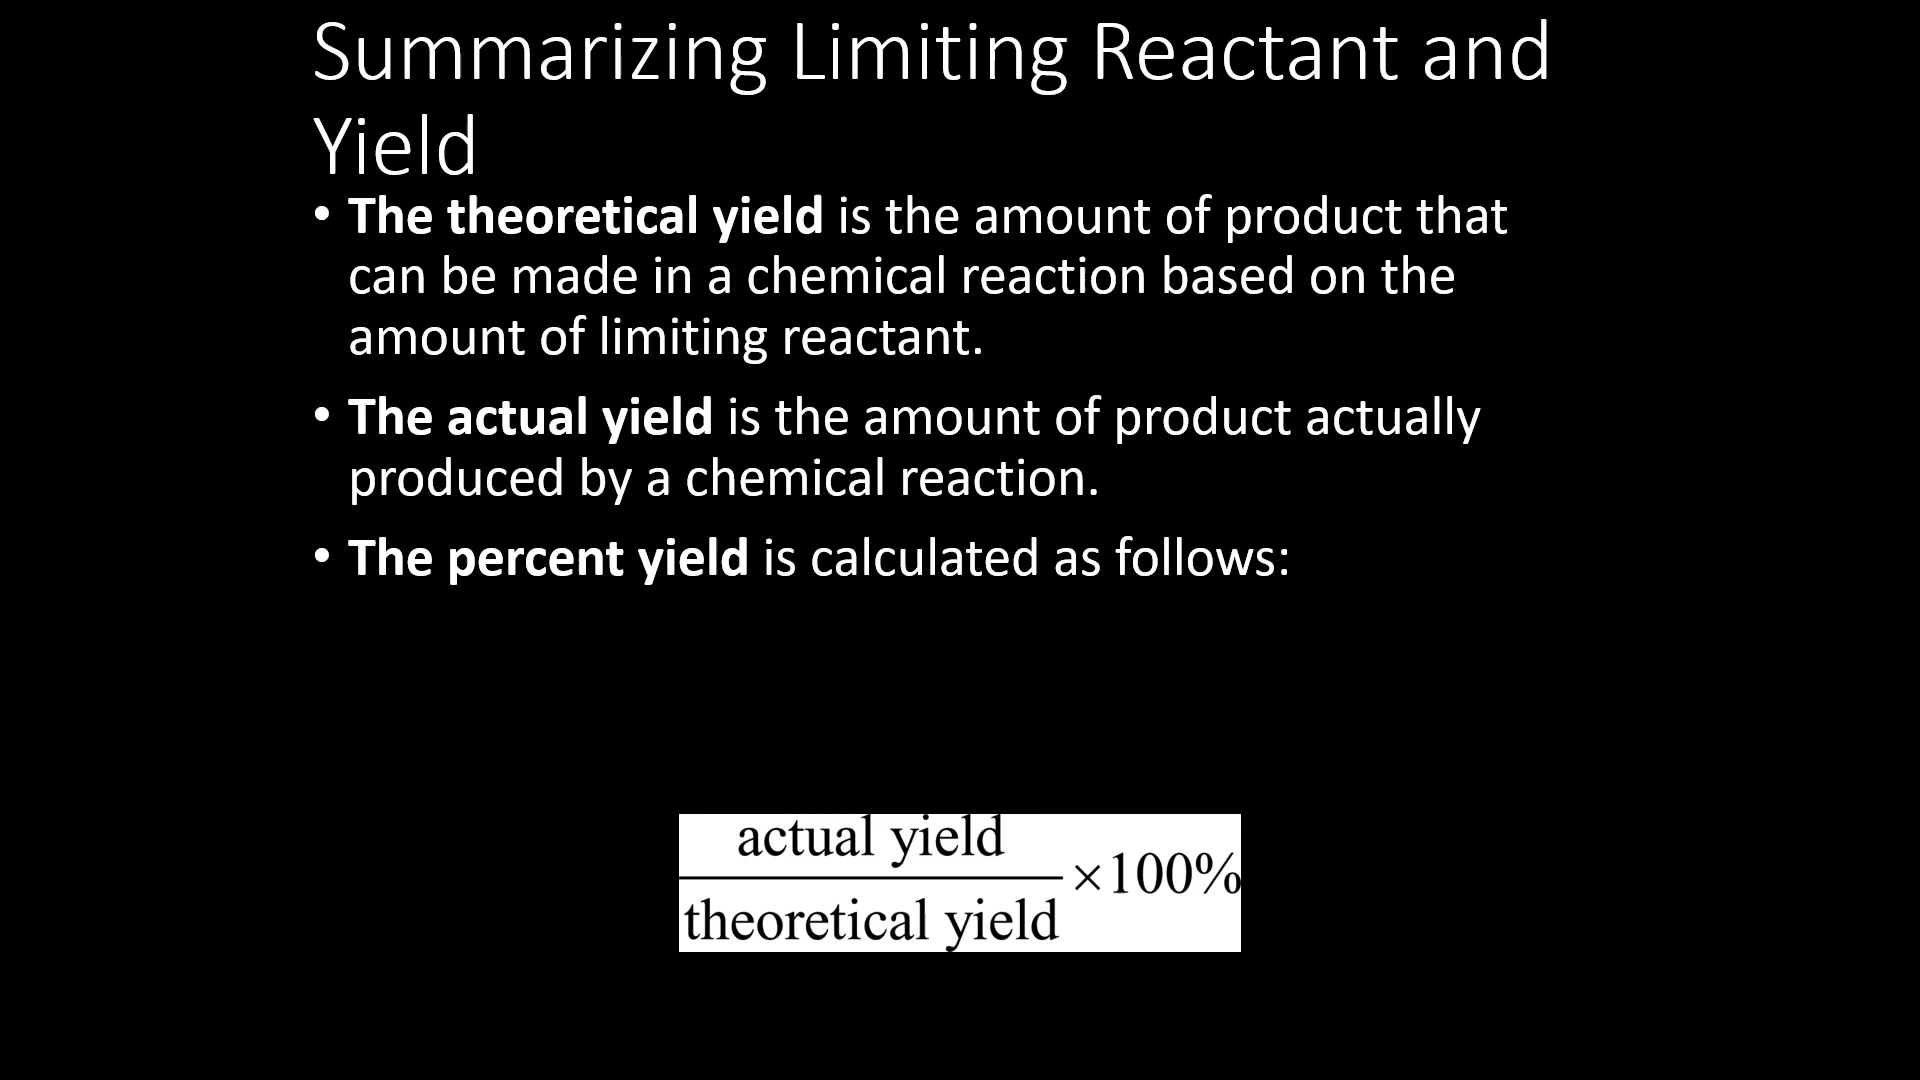 Summarizing Limiting Reactant and
Yield
• The theoretical yield is the amount of product that
can be made in a chemical reaction based on the
amount of limiting reactant.
• The actual yield is the amount of product actually
produced by a chemical reaction.
• The percent yield is calculated as follows:
actual yield
×100%
theoretical yield